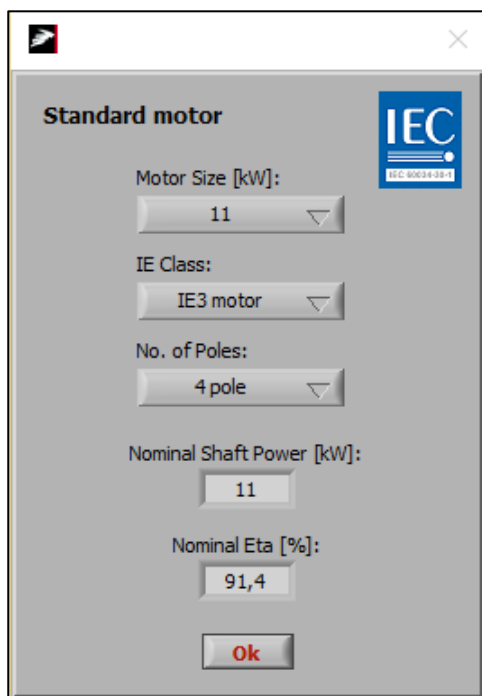 Standard motor
IEC
IEC 60034-30-1
Motor Size [kW]:
11
IE Class:
IE3 motor
No. of Poles:
4 pole
Nominal Shaft Power [kW]:
11
Nominal Eta [%]:
91,4
Ok